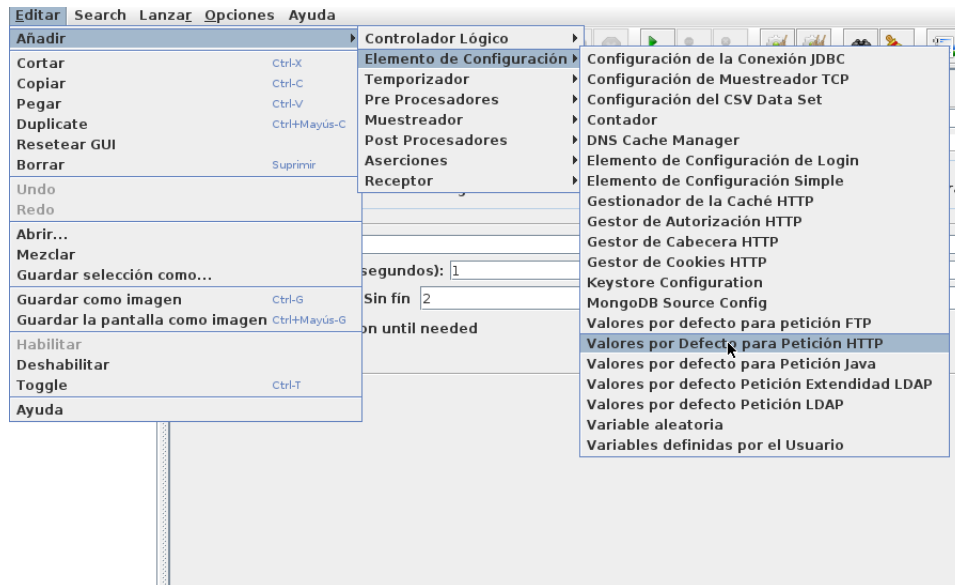 Editar Search Lanzar Opciones Ayuda
Añadir
Cortar Ctrl-X
Copiar Ctrl-C
Pegar Ctrl-V
Duplicate Ctrl+Mayús-C
Resetear GUI
Borrar Suprimir
Undo
Redo
Abrir...
Mezclar
Guardar selección como...
Guardar como imagen Ctrl-G
Guardar la pantalla como imagen Ctrl+Mayús-G
Habilitar
Deshabilitar
Toggle Ctrl-T
Ayuda
Controlador Lógico
Elemento de Configuración
Temporizador
Pre Procesadores
Muestreador
Post Procesadores
Aserciones
Receptor
Configuración de la Conexión JDBC
Configuración de Muestreador TCP
Configuración del CSV Data Set
Contador
DNS Cache Manager
Elemento de Configuración de Login
Elemento de Configuración Simple
Gestionador de la Caché HTTP
Gestor de Autorización HTTP
Gestor de Cabecera HTTP
Gestor de Cookies HTTP
Keystore Configuration
MongoDB Source Config
Valores por defecto para petición FTP
Valores por Defecto para Petición HTTP
Valores por defecto para Petición Java
Valores por defecto Petición Extendidad LDAP
Valores por defecto Petición LDAP
Variable aleatoria
Variables definidas por el Usuario
segundos): 1
Sin fín 2
on until needed